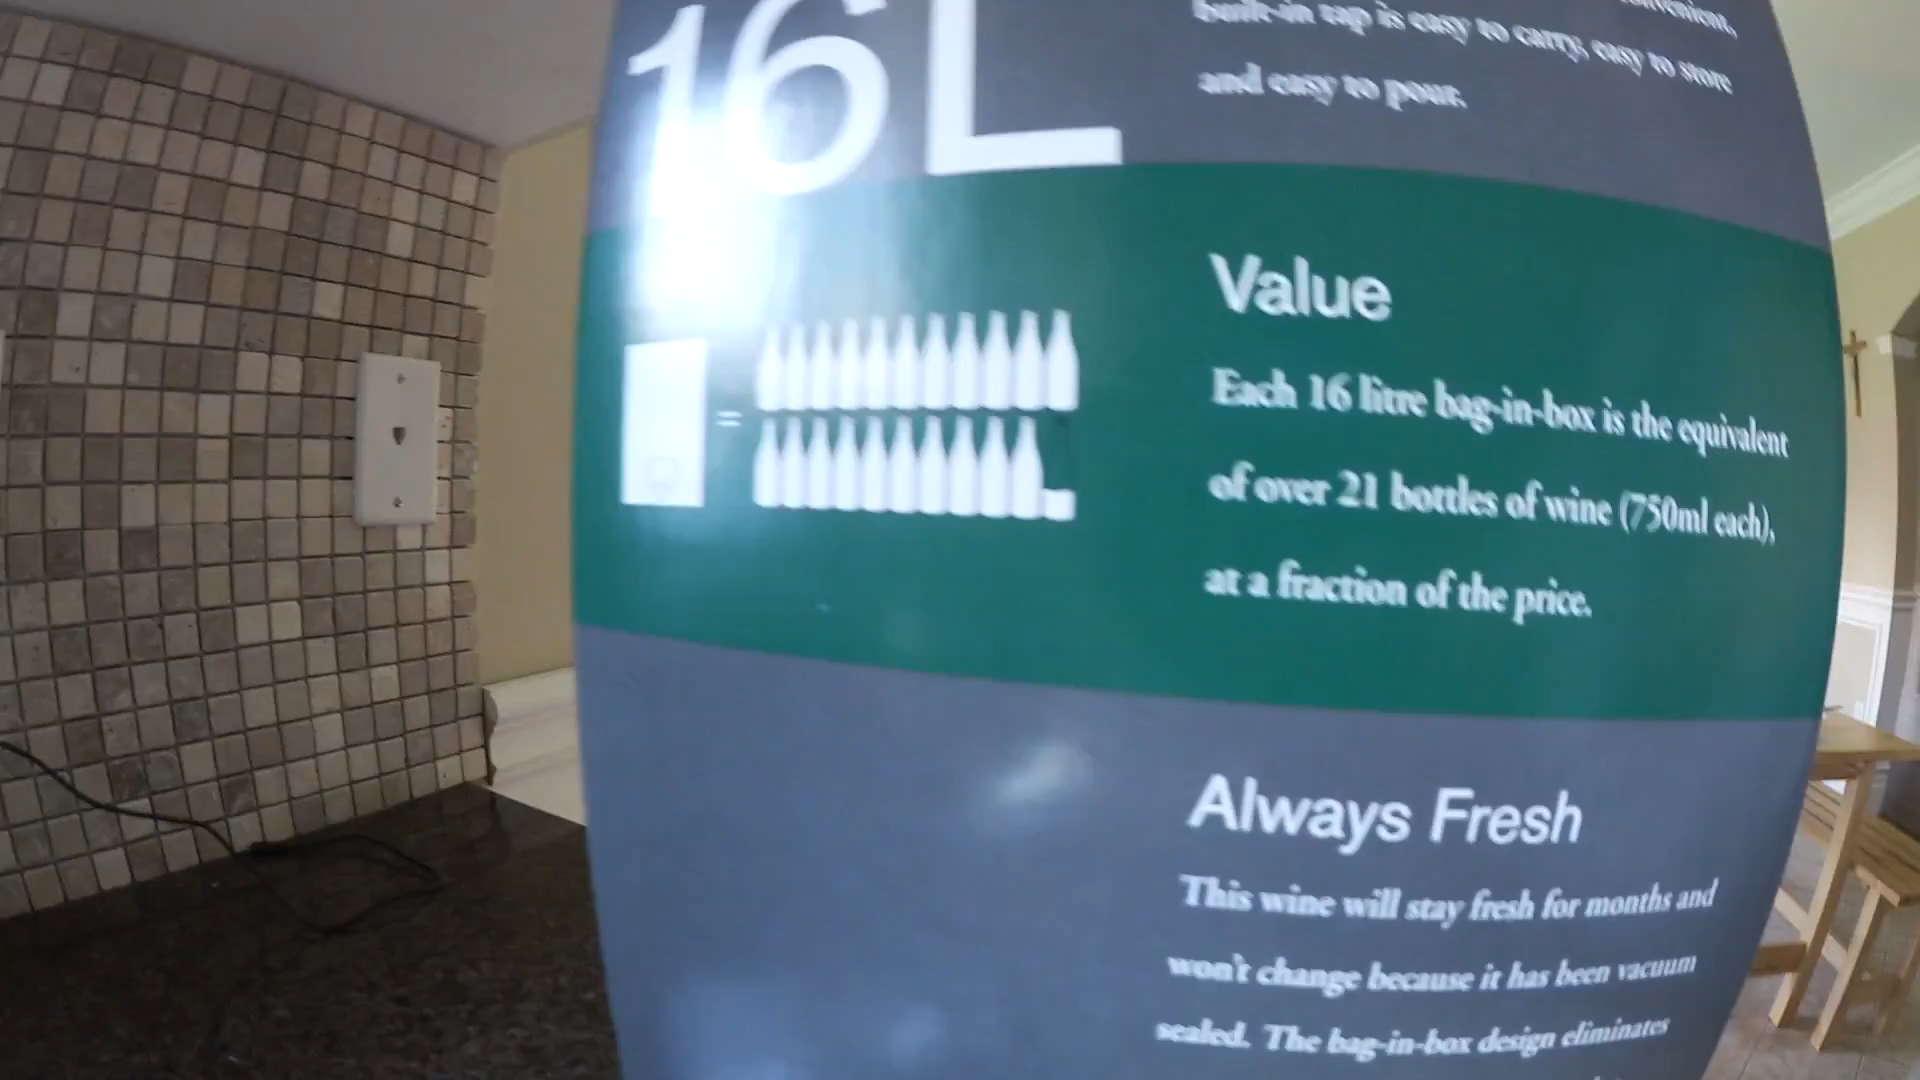 16L
convenient,
built-in tap is easy to carry, easy to store
and easy to pour.
Value
=
Each 16 litre bag-in-box is the equivalent
of over 21 bottles of wine (750ml each),
at a fraction of the price.
Always Fresh
This wine will stay fresh for months and
won't change because it has been vacuum
sealed. The bag-in-box design eliminates